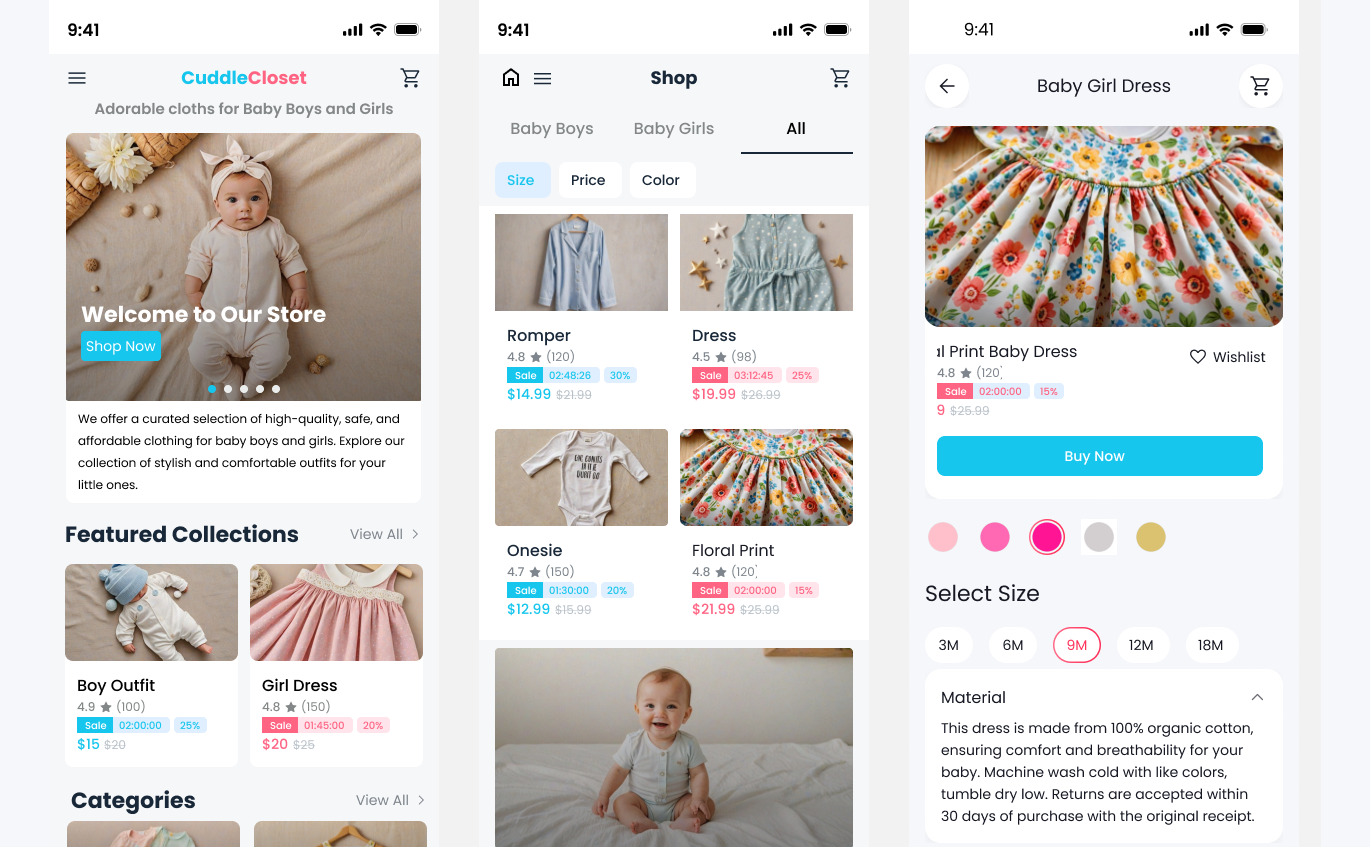 9:41
CuddleCloset
Adorable cloths for Baby Boys and Girls
Welcome to Our Store
Shop Now
We offer a curated selection of high-quality, safe, and
affordable clothing for baby boys and girls. Explore our
collection of stylish and comfortable outfits for your
little ones.
Featured Collections View All
Boy Outfit
4.9 (100)
Sale 02:00:00 25%
$15 $20
Girl Dress
4.8 (150)
Sale 01:45:00 20%
$20 $25
Categories View All
9:41
Shop
Baby Boys Baby Girls All
Size Price Color
Romper
4.8 (120)
Sale 02:48:26 30%
$14.99 $21.99
Dress
4.5 (98)
Sale 03:12:45 25%
$19.99 $26.99
Onesie
4.7 (150)
Sale 01:30:00 20%
$12.99 $15.99
Floral Print
4.8 (120)
Sale 02:00:00 15%
$21.99 $25.99
9:41
Baby Girl Dress
al Print Baby Dress
Wishlist
4.8 (120)
Sale 02:00:00 15%
9 $25.99
Buy Now
Select Size
3M 6M 9M 12M 18M
Material
This dress is made from 100% organic cotton,
ensuring comfort and breathability for your
baby. Machine wash cold with like colors,
tumble dry low. Returns are accepted within
30 days of purchase with the original receipt.